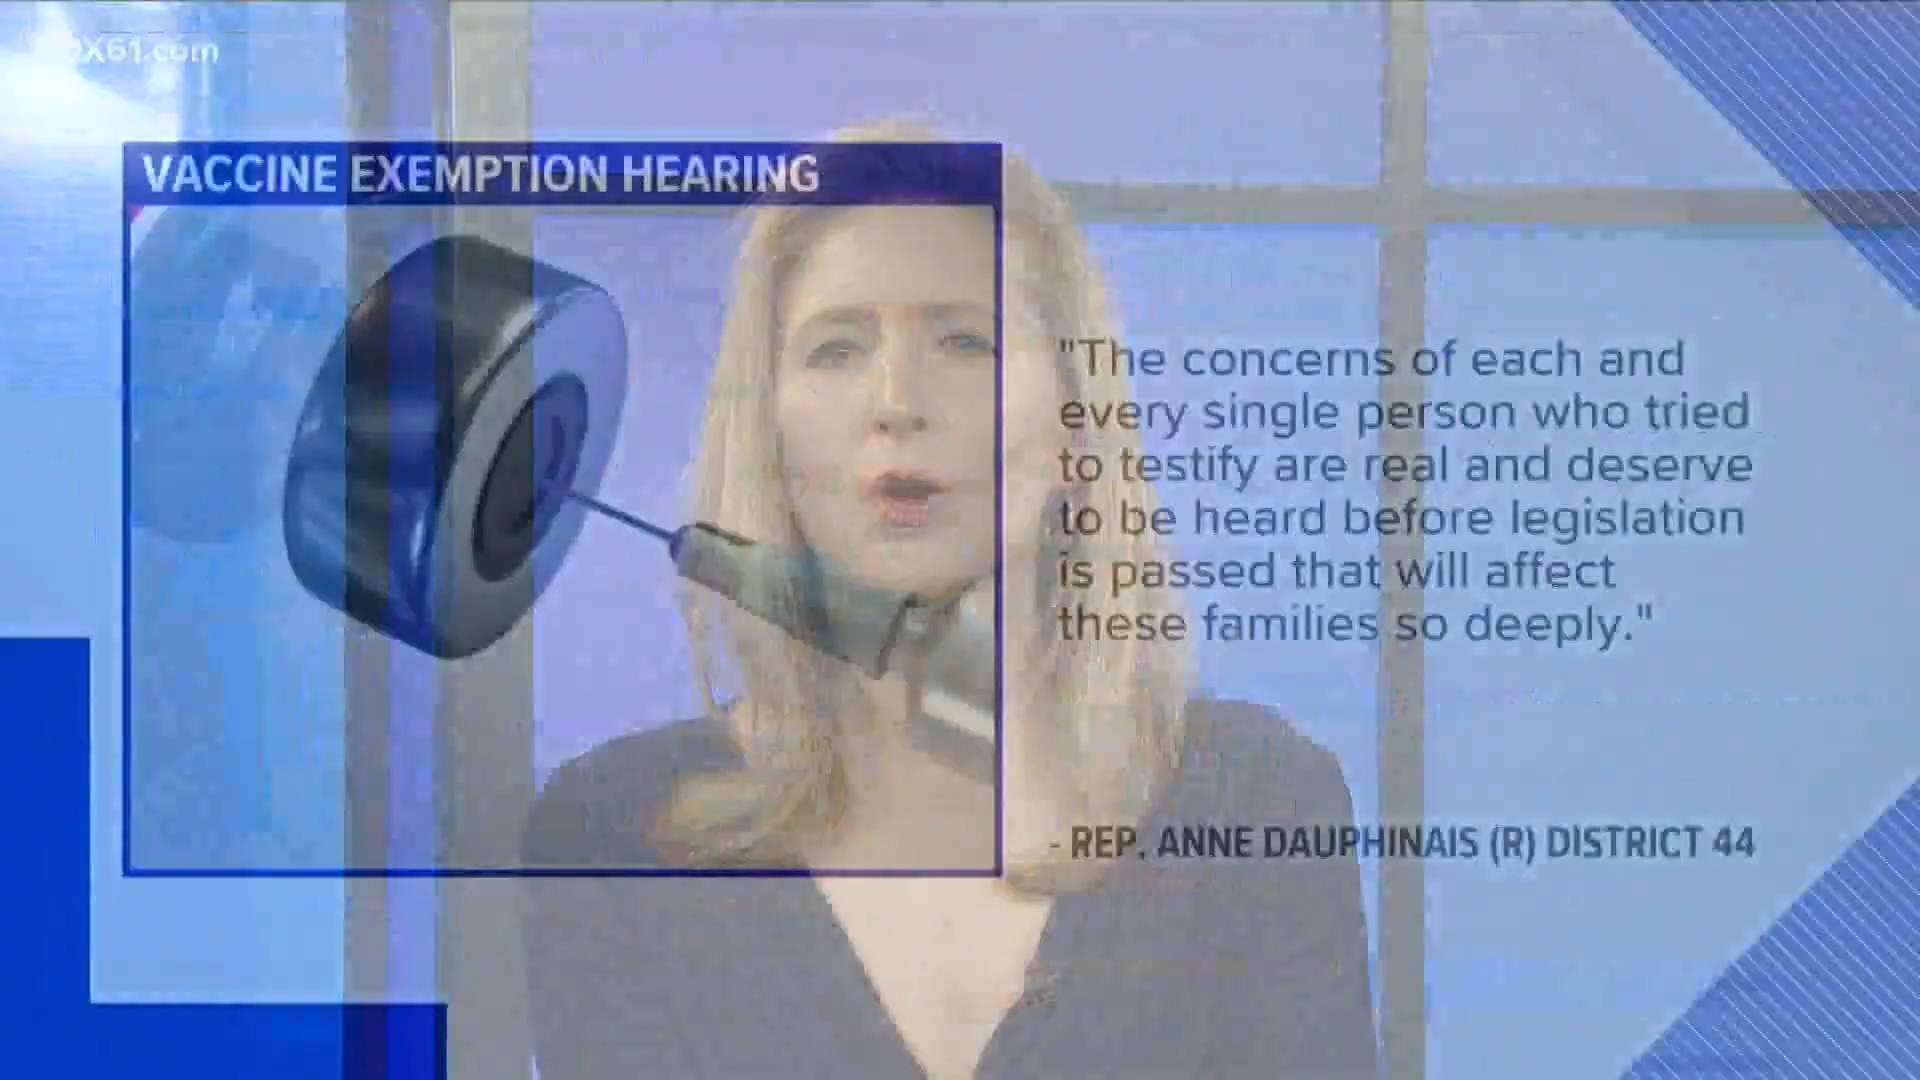 X61.com
VACCINE EXEMPTION HEARING
"The concerns of each and
every single person who tried
to testify are real and deserve
to be heard before legislation
is passed that will affect
these families so deeply."
- REP. ANNE DAUPHINAIS (R) DISTRICT 44